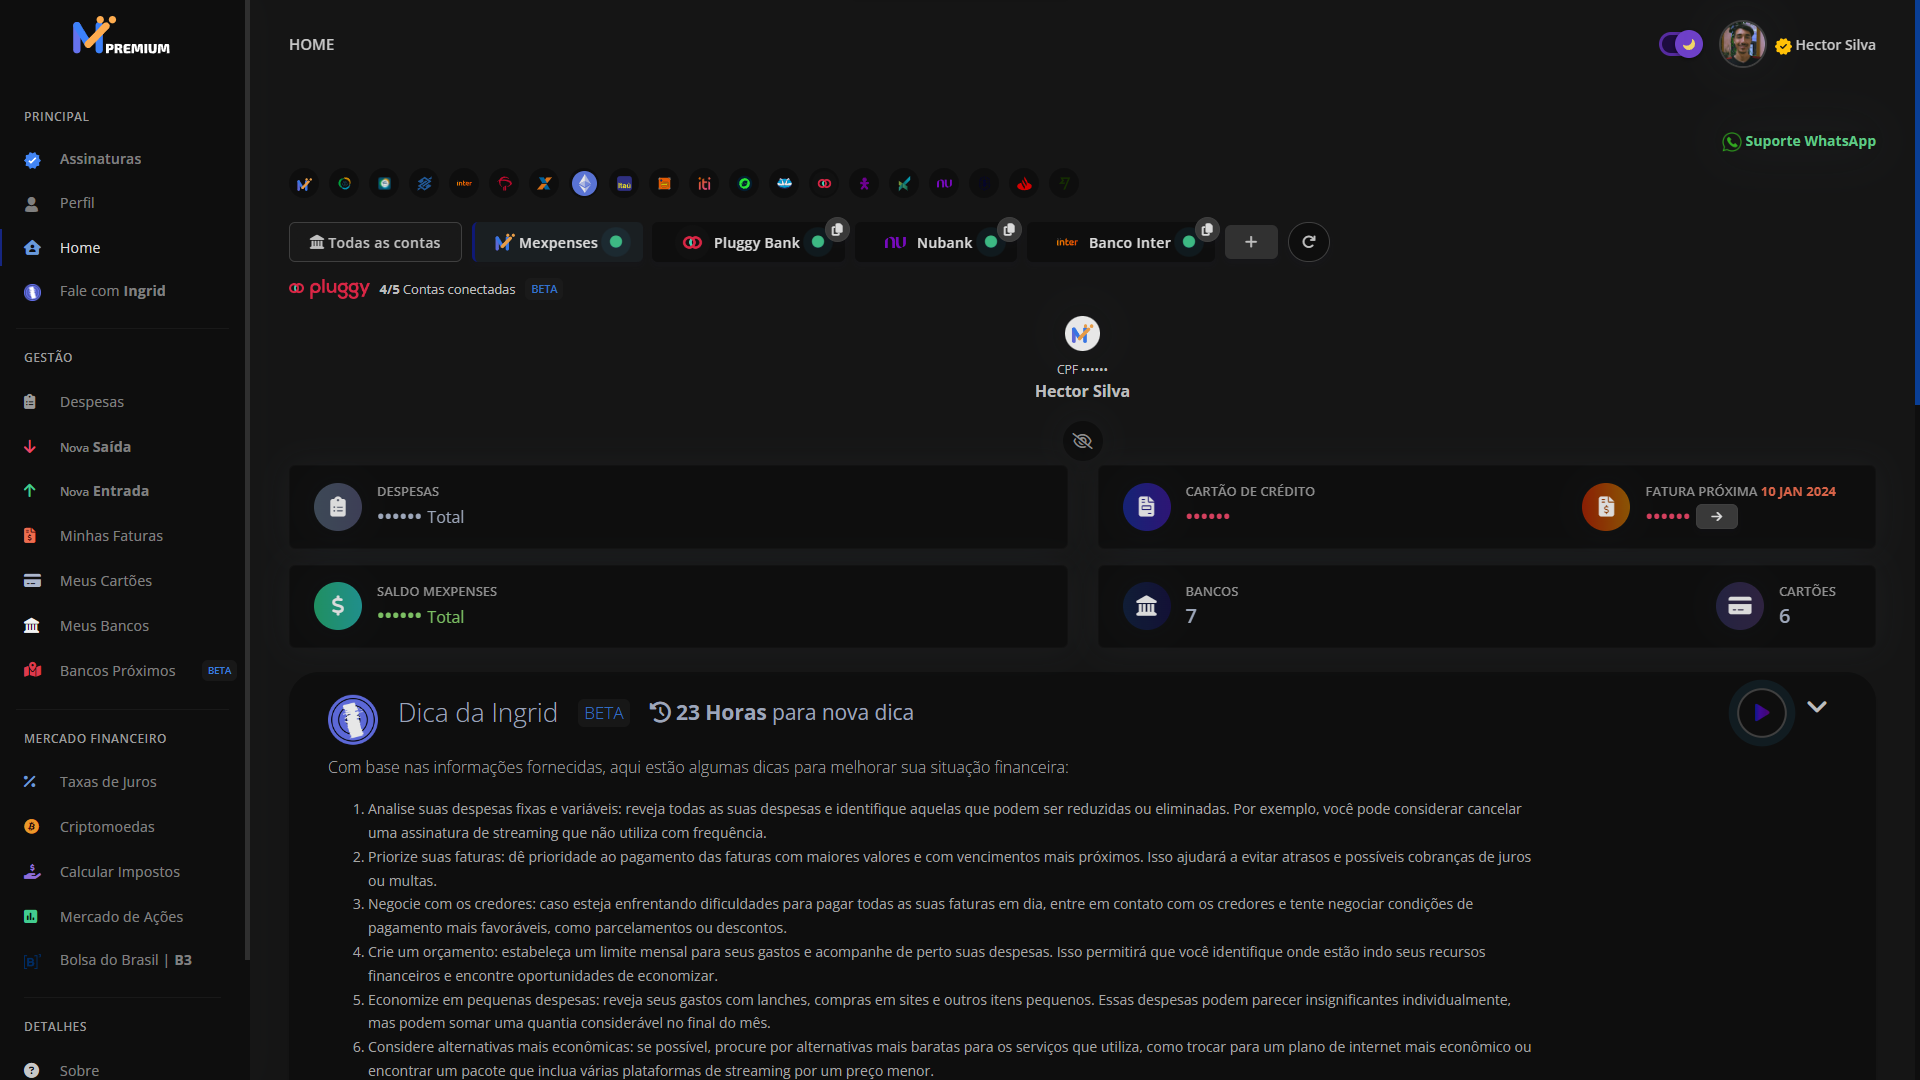 PREMIUM
PRINCIPAL
Assinaturas
Perfil
Home
Fale com Ingrid
GESTÃO
Despesas
Nova Saída
Nova Entrada
Minhas Faturas
Meus Cartões
Meus Bancos
Bancos Próximos BETA
MERCADO FINANCEIRO
Taxas de Juros
Criptomoedas
Calcular Impostos
Mercado de Ações
Bolsa do Brasil | B3
DETALHES
Sobre
HOME
Hector Silva
Suporte WhatsApp
inter
itaú
iti
nu
Todas as contas
Mexpenses
Pluggy Bank
nu Nubank
inter Banco Inter
+
pluggy 4/5 Contas conectadas BETA
CPF ••••••
Hector Silva
DESPESAS
•••••• Total
CARTÃO DE CRÉDITO
••••••
FATURA PRÓXIMA 10 JAN 2024
••••••
SALDO MEXPENSES
•••••• Total
BANCOS
7
CARTÕES
6
Dica da Ingrid BETA 23 Horas para nova dica
Com base nas informações fornecidas, aqui estão algumas dicas para melhorar sua situação financeira:
1. Analise suas despesas fixas e variáveis: reveja todas as suas despesas e identifique aquelas que podem ser reduzidas ou eliminadas. Por exemplo, você pode considerar cancelar
uma assinatura de streaming que não utiliza com frequência.
2. Priorize suas faturas: dê prioridade ao pagamento das faturas com maiores valores e com vencimentos mais próximos. Isso ajudará a evitar atrasos e possíveis cobranças de juros
ou multas.
3. Negocie com os credores: caso esteja enfrentando dificuldades para pagar todas as suas faturas em dia, entre em contato com os credores e tente negociar condições de
pagamento mais favoráveis, como parcelamentos ou descontos.
4. Crie um orçamento: estabeleça um limite mensal para seus gastos e acompanhe de perto suas despesas. Isso permitirá que você identifique onde estão indo seus recursos
financeiros e encontre oportunidades de economizar.
5. Economize em pequenas despesas: reveja seus gastos com lanches, compras em sites e outros itens pequenos. Essas despesas podem parecer insignificantes individualmente,
mas podem somar uma quantia considerável no final do mês.
6. Considere alternativas mais econômicas: se possível, procure por alternativas mais baratas para os serviços que utiliza, como trocar para um plano de internet mais econômico ou
encontrar um pacote que inclua várias plataformas de streaming por um preço menor.